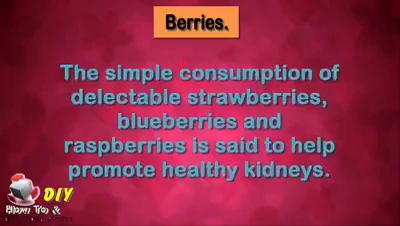 Berries.
The simple consumption of
delectable strawberries,
blueberries and
raspberries is said to help
promote healthy kidneys.
DIY